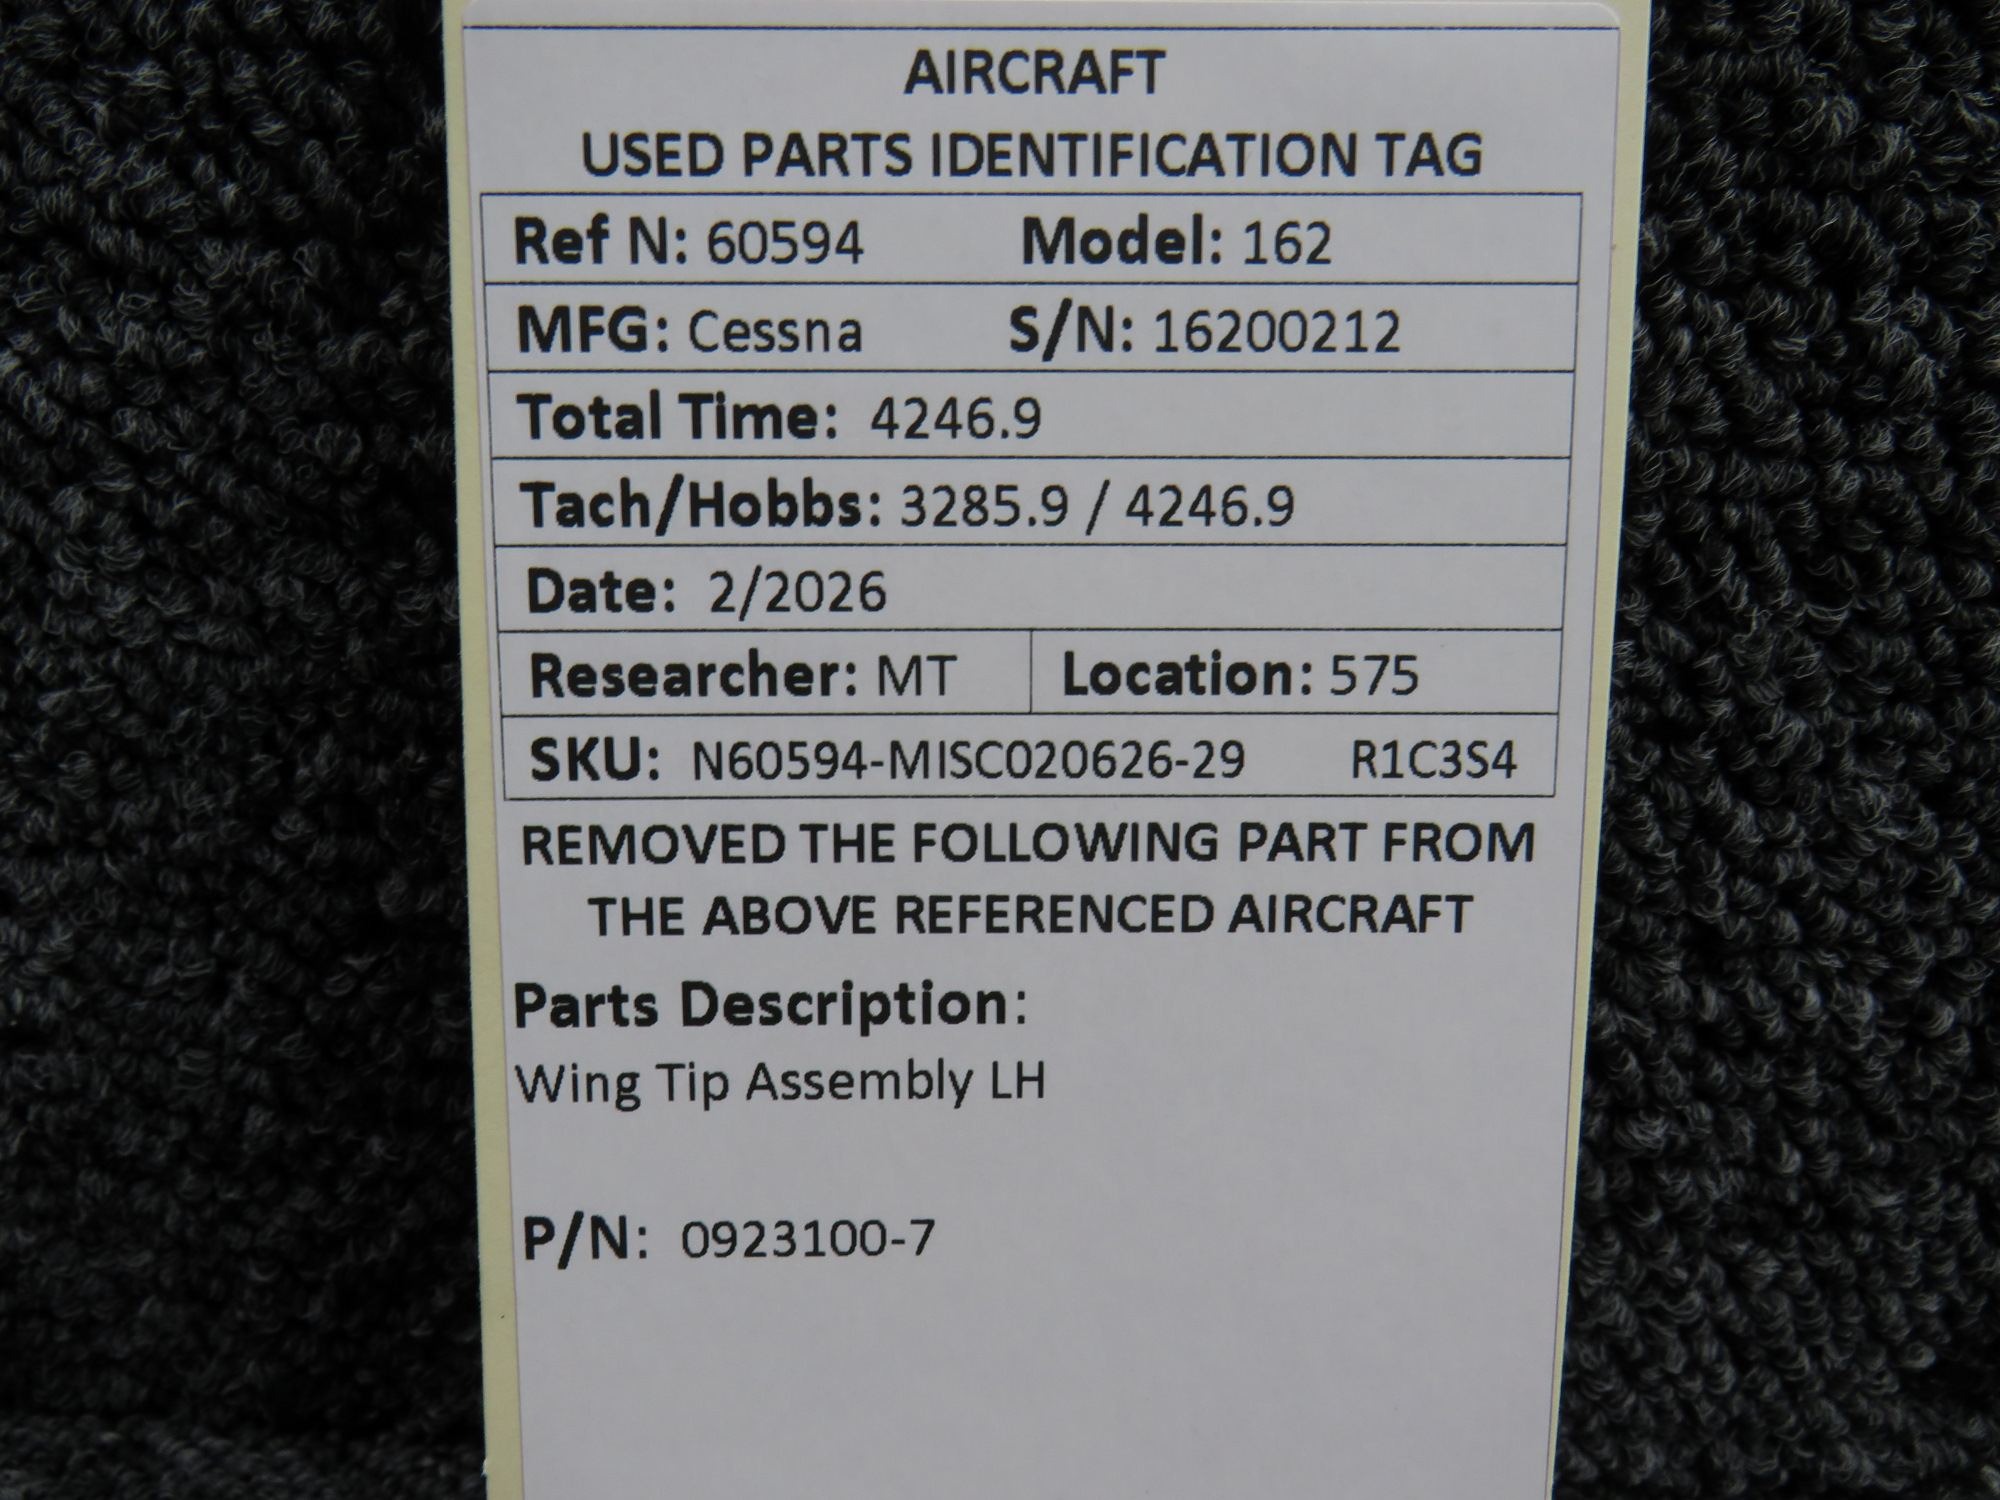 AIRCRAFT
USED PARTS IDENTIFICATION TAG
Ref N: 60594 Model: 162
MFG: Cessna S/N: 16200212
Total Time: 4246.9
Tach/Hobbs: 3285.9 / 4246.9
Date: 2/2026
Researcher: MT Location: 575
SKU: N60594-MISC020626-29 R1C3S4
REMOVED THE FOLLOWING PART FROM
THE ABOVE REFERENCED AIRCRAFT
Parts Description:
Wing Tip Assembly LH
P/N: 0923100-7